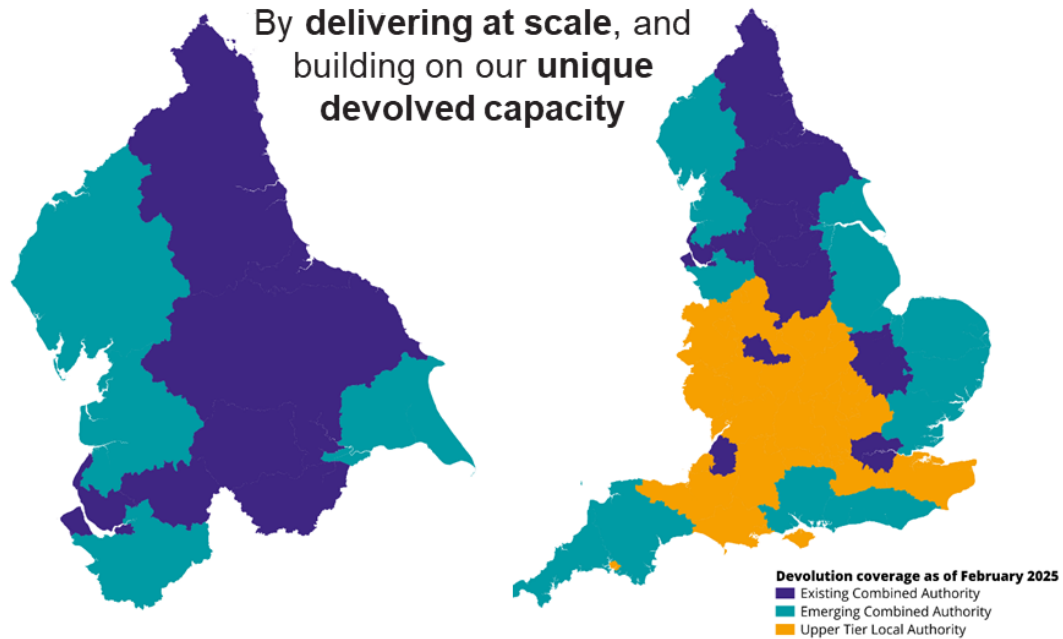 By delivering at scale, and
building on our unique
devolved capacity
Devolution coverage as of February 2025
Existing Combined Authority
Emerging Combined Authority
Upper Tier Local Authority